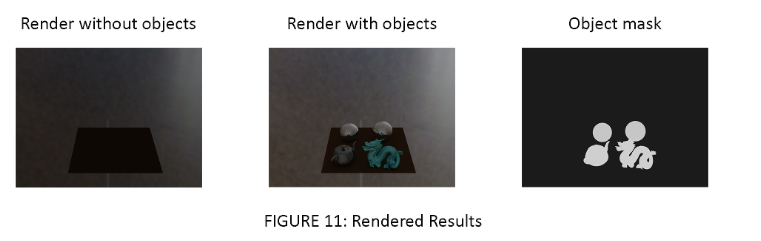 Render without objects
Render with objects
Object mask
FIGURE 11: Rendered Results